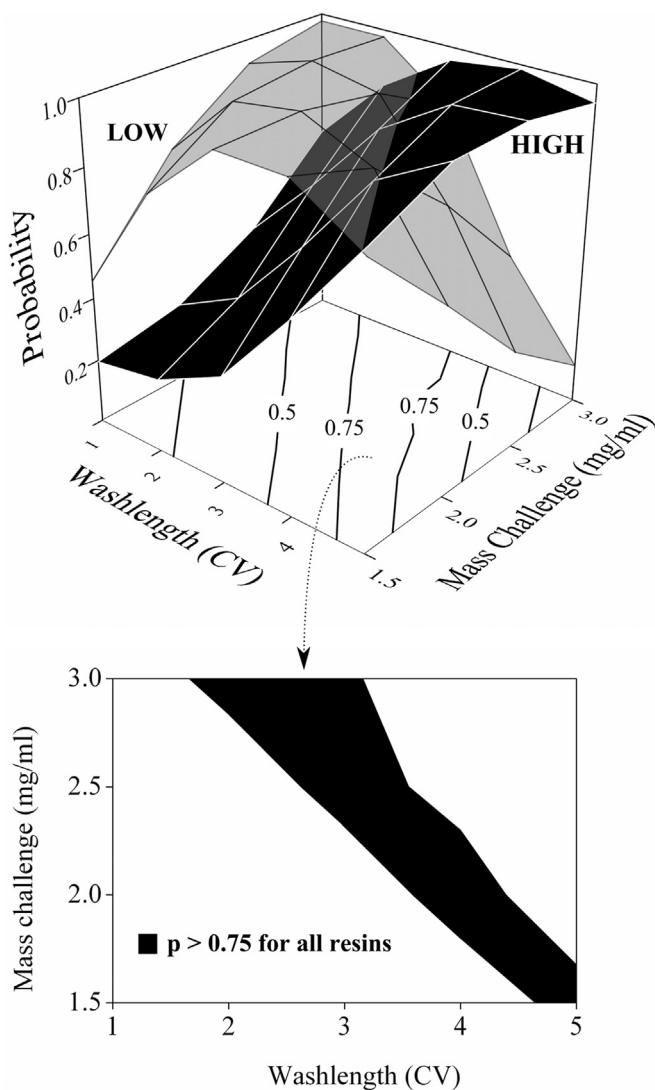 1.0
LOW
HIGH
0.8
0.6
0.4
0.2
Probability
1
2
3
4
Washlength (CV)
0.5
0.75
0.75
0.5
3.0
2.5
2.0
1.5
Mass Challenge (mg/ml)
3.0
2.5
2.0
1.5
Mass challenge (mg/ml)
p > 0.75 for all resins
1 2 3 4 5
Washlength (CV)